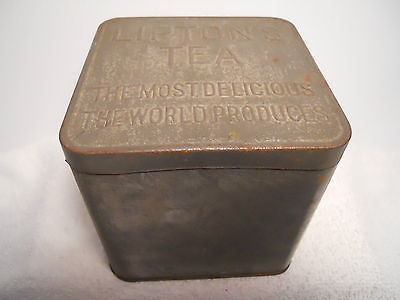 LIPTON'S
TEA
THE MOST DELICIOUS
THE WORLD PRODUCES